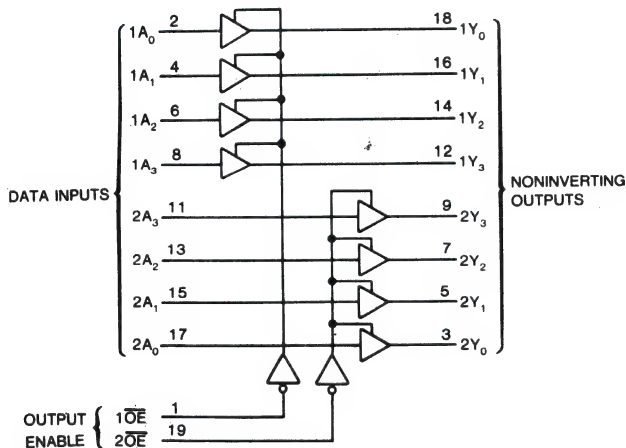 1A₀ 2 18 1Y₀
1A₁ 4 16 1Y₁
1A₂ 6 14 1Y₂
1A₃ 8 12 1Y₃
DATA INPUTS
NONINVERTING
OUTPUTS
2A₃ 11 9 2Y₃
2A₂ 13 7 2Y₂
2A₁ 15 5 2Y₁
2A₀ 17 3 2Y₀
OUTPUT 1O̅E̅ 1
ENABLE 2O̅E̅ 19